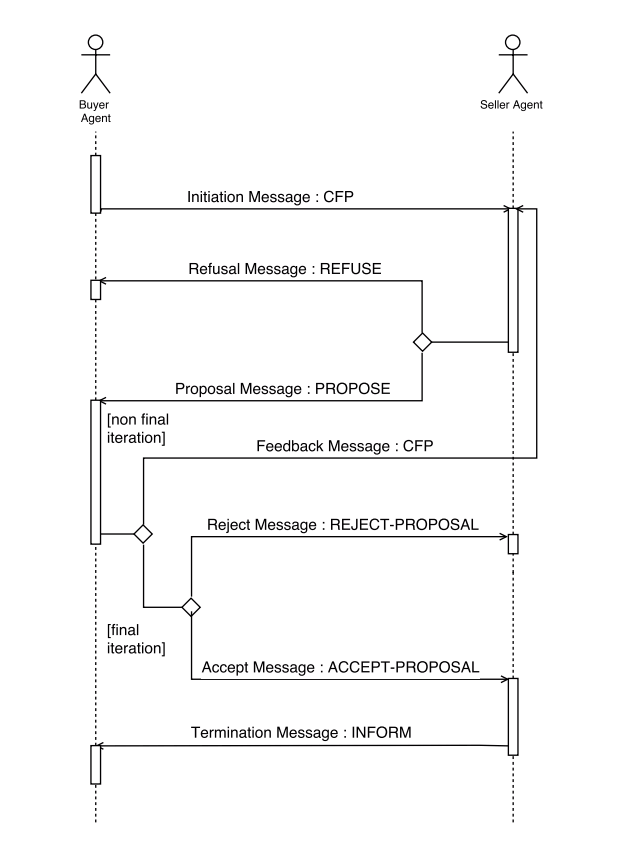 Buyer
Agent
Seller Agent
Initiation Message : CFP
Refusal Message : REFUSE
Proposal Message : PROPOSE
[non final
iteration]
Feedback Message : CFP
Reject Message : REJECT-PROPOSAL
[final
iteration]
Accept Message : ACCEPT-PROPOSAL
Termination Message : INFORM